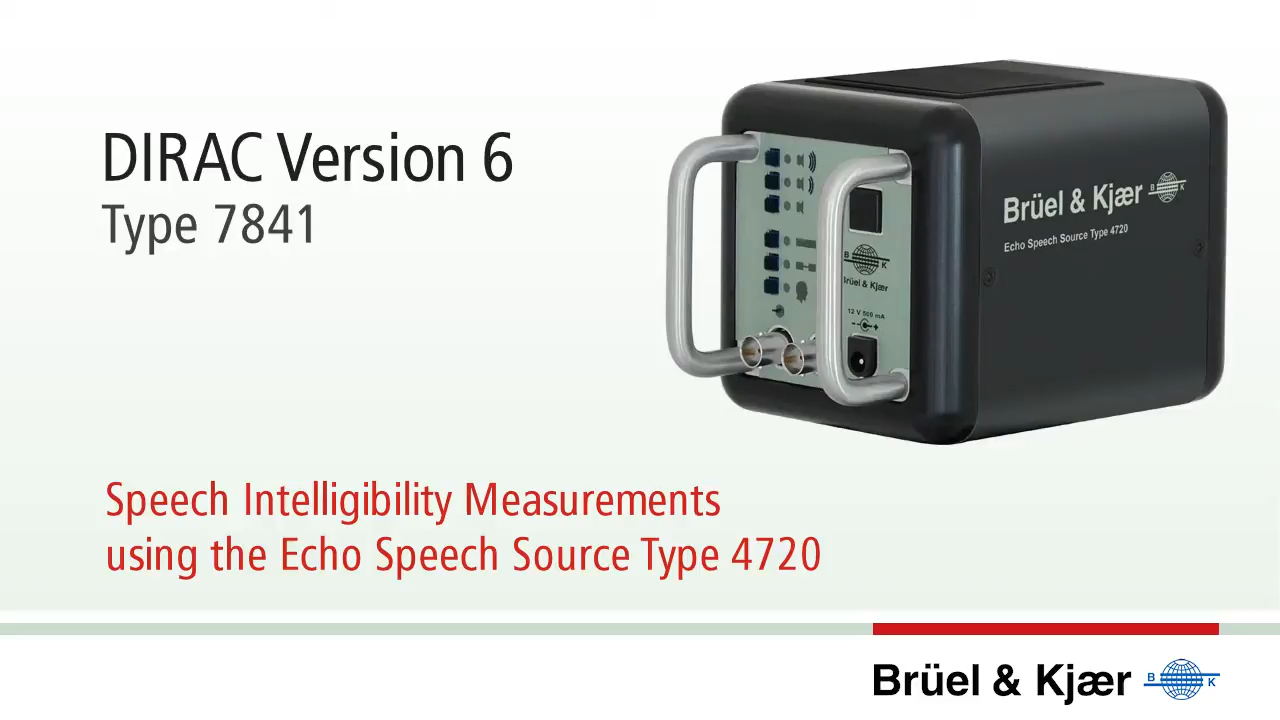 DIRAC Version 6
Type 7841
Brüel & Kjær B K
Echo Speech Source Type 4720
B K
Brüel & Kjær
12 V 500 mA
Speech Intelligibility Measurements
using the Echo Speech Source Type 4720
Brüel & Kjær B K